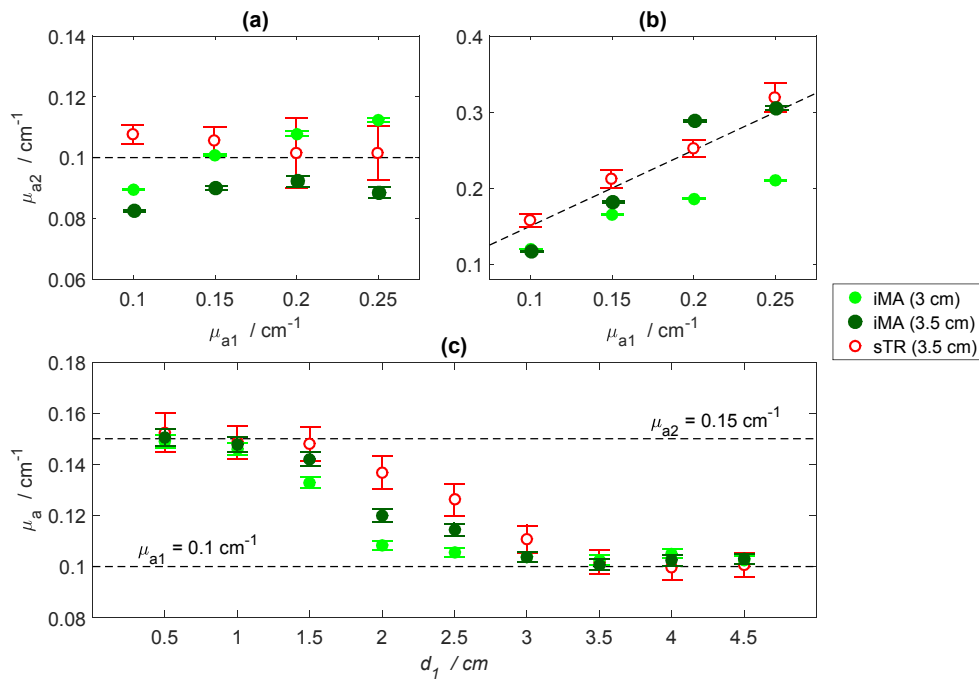 (a)
0.14
0.12
0.1
0.08
0.06
μa2 / cm-1
0.1 0.15 0.2 0.25
μa1 / cm-1
(b)
0.4
0.3
0.2
0.1
0.1 0.15 0.2 0.25
μa1 / cm-1
iMA (3 cm)
iMA (3.5 cm)
sTR (3.5 cm)
(c)
0.18
0.16
0.14
0.12
0.1
0.08
μa / cm-1
μa2 = 0.15 cm-1
μa1 = 0.1 cm-1
0.5 1 1.5 2 2.5 3 3.5 4 4.5
d1 / cm